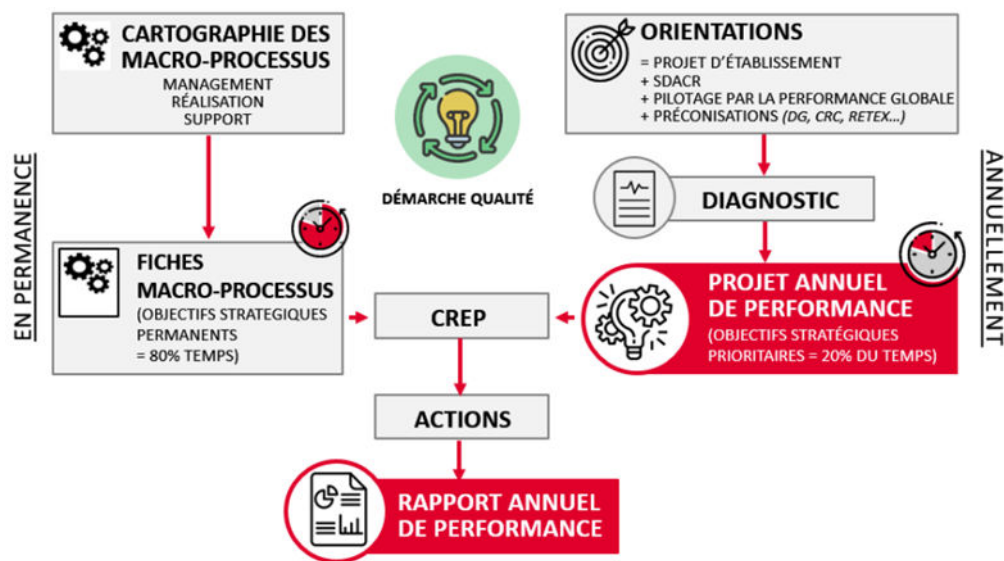 CARTOGRAPHIE DES
MACRO-PROCESSUS
MANAGEMENT
RÉALISATION
SUPPORT
ORIENTATIONS
= PROJET D'ÉTABLISSEMENT
+ SDACR
+ PILOTAGE PAR LA PERFORMANCE GLOBALE
+ PRÉCONISATIONS (DG, CRC, RETEX...)
DÉMARCHE QUALITÉ
EN PERMANENCE
ANNUELLEMENT
DIAGNOSTIC
FICHES
MACRO-PROCESSUS
(OBJECTIFS STRATEGIQUES
PERMANENTS
= 80% TEMPS)
CREP
PROJET ANNUEL
DE PERFORMANCE
(OBJECTIFS STRATÉGIQUES
PRIORITAIRES = 20% DU TEMPS)
ACTIONS
RAPPORT ANNUEL
DE PERFORMANCE